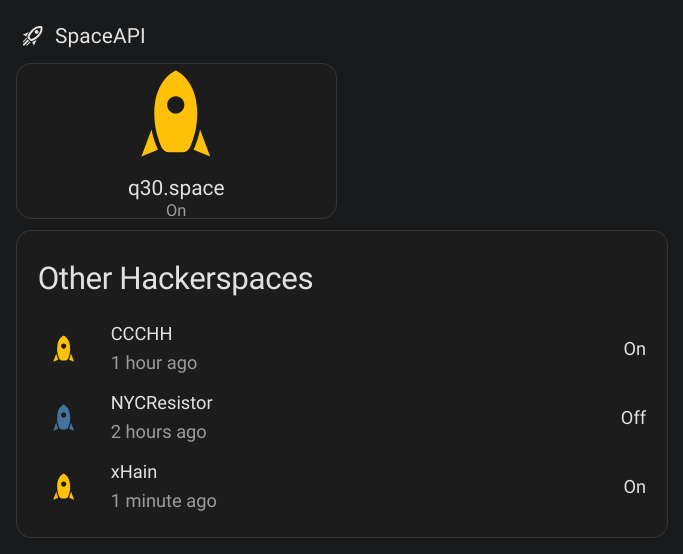 SpaceAPI
q30.space
On
Other Hackerspaces
CCCHH
1 hour ago
On
NYCResistor
2 hours ago
Off
xHain
1 minute ago
On